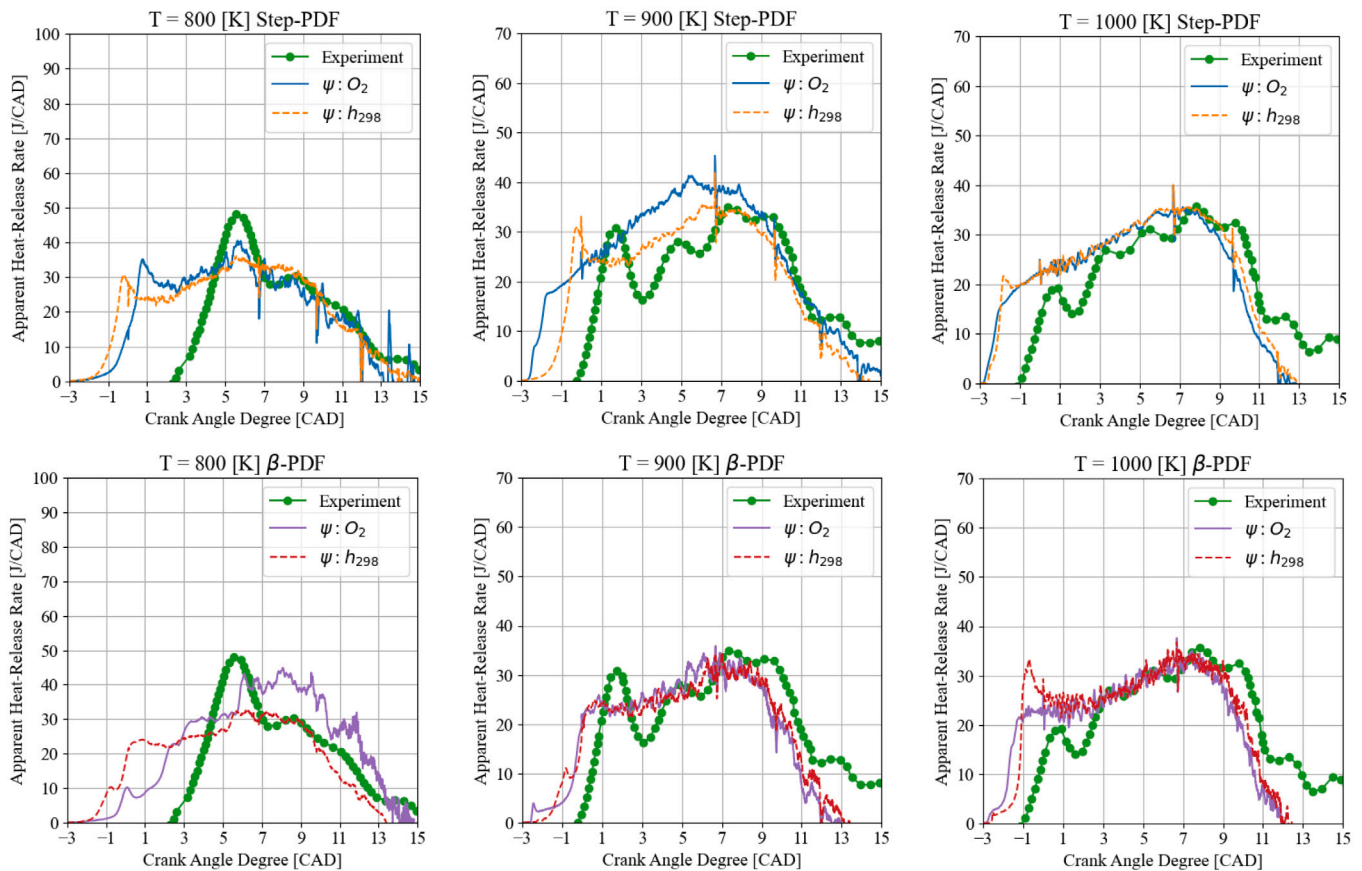 T = 800 [K] Step-PDF
Apparent Heat-Release Rate [J/CAD]
100
90
80
70
60
50
40
30
20
10
0
Experiment
ψ : O₂
ψ : h₂₉₈
−3 −1 1 3 5 7 9 11 13 15
Crank Angle Degree [CAD]
T = 900 [K] Step-PDF
Apparent Heat-Release Rate [J/CAD]
70
60
50
40
30
20
10
0
Experiment
ψ : O₂
ψ : h₂₉₈
−3 −1 1 3 5 7 9 11 13 15
Crank Angle Degree [CAD]
T = 1000 [K] Step-PDF
Apparent Heat-Release Rate [J/CAD]
70
60
50
40
30
20
10
0
Experiment
ψ : O₂
ψ : h₂₉₈
−3 −1 1 3 5 7 9 11 13 15
Crank Angle Degree [CAD]
T = 800 [K] β-PDF
Apparent Heat-Release Rate [J/CAD]
100
90
80
70
60
50
40
30
20
10
0
Experiment
ψ : O₂
ψ : h₂₉₈
−3 −1 1 3 5 7 9 11 13 15
Crank Angle Degree [CAD]
T = 900 [K] β-PDF
Apparent Heat-Release Rate [J/CAD]
70
60
50
40
30
20
10
0
Experiment
ψ : O₂
ψ : h₂₉₈
−3 −1 1 3 5 7 9 11 13 15
Crank Angle Degree [CAD]
T = 1000 [K] β-PDF
Apparent Heat-Release Rate [J/CAD]
70
60
50
40
30
20
10
0
Experiment
ψ : O₂
ψ : h₂₉₈
−3 −1 1 3 5 7 9 11 13 15
Crank Angle Degree [CAD]